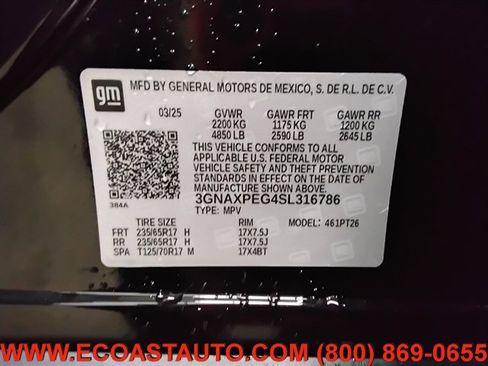 gm
MFD BY GENERAL MOTORS DE MEXICO, S. DE R.L. DE C.V.
03/25 GVWR GAWR FRT GAWR RR
2200 KG 1175 KG 1200 KG
4850 LB 2590 LB 2645 LB
THIS VEHICLE CONFORMS TO ALL
APPLICABLE U.S. FEDERAL MOTOR
VEHICLE SAFETY AND THEFT PREVENTION
STANDARDS IN EFFECT ON THE DATE OF
MANUFACTURE SHOWN ABOVE.
3GNAXPEG4SL316786
384A
TYPE: MPV MODEL: 461PT26
TIRE SIZE RIM
FRT 235/65R17 H 17X7.5J
RR 235/65R17 H 17X7.5J
SPA T125/70R17 M 17X4BT
WWW.ECOASTAUTO.COM (800) 869-0655